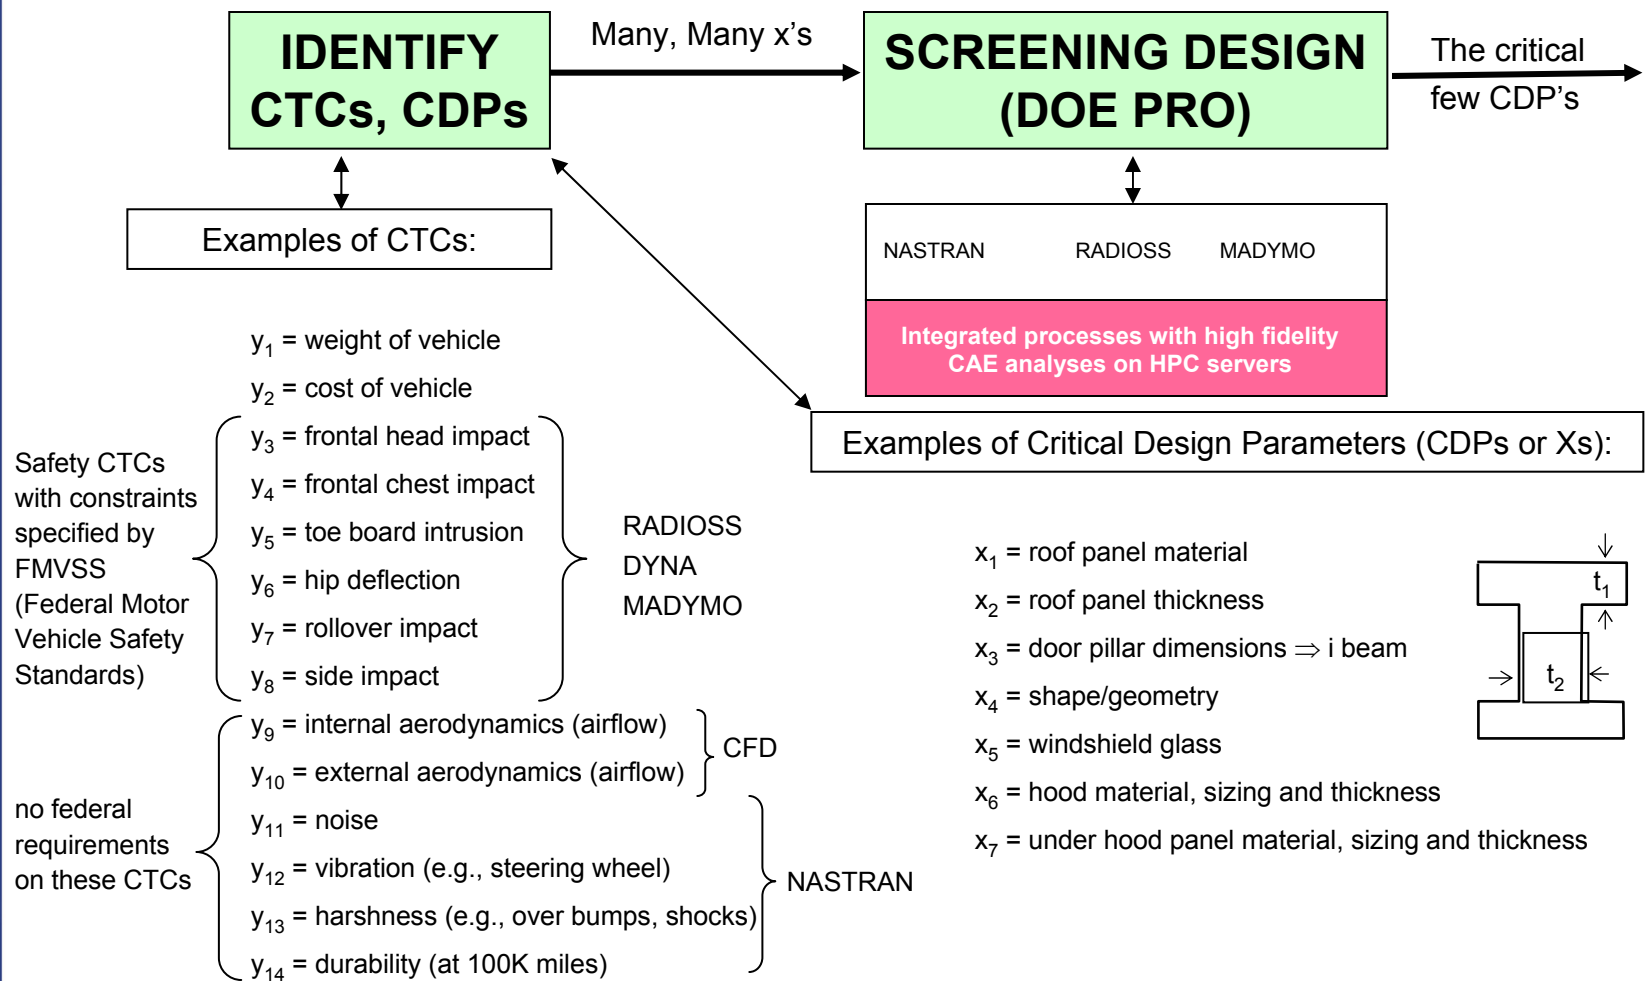 IDENTIFY
CTCs, CDPs
Many, Many x's
SCREENING DESIGN
(DOE PRO)
The critical
few CDP's
Examples of CTCs:
NASTRAN RADIOSS MADYMO
Integrated processes with high fidelity
CAE analyses on HPC servers
Examples of Critical Design Parameters (CDPs or Xs):
y1 = weight of vehicle
y2 = cost of vehicle
y3 = frontal head impact
y4 = frontal chest impact
y5 = toe board intrusion
y6 = hip deflection
y7 = rollover impact
y8 = side impact
y9 = internal aerodynamics (airflow)
y10 = external aerodynamics (airflow)
y11 = noise
y12 = vibration (e.g., steering wheel)
y13 = harshness (e.g., over bumps, shocks)
y14 = durability (at 100K miles)
Safety CTCs
with constraints
specified by
FMVSS
(Federal Motor
Vehicle Safety
Standards)
no federal
requirements
on these CTCs
RADIOSS
DYNA
MADYMO
CFD
NASTRAN
x1 = roof panel material
x2 = roof panel thickness
x3 = door pillar dimensions ⇒ i beam
x4 = shape/geometry
x5 = windshield glass
x6 = hood material, sizing and thickness
x7 = under hood panel material, sizing and thickness
t1
t2